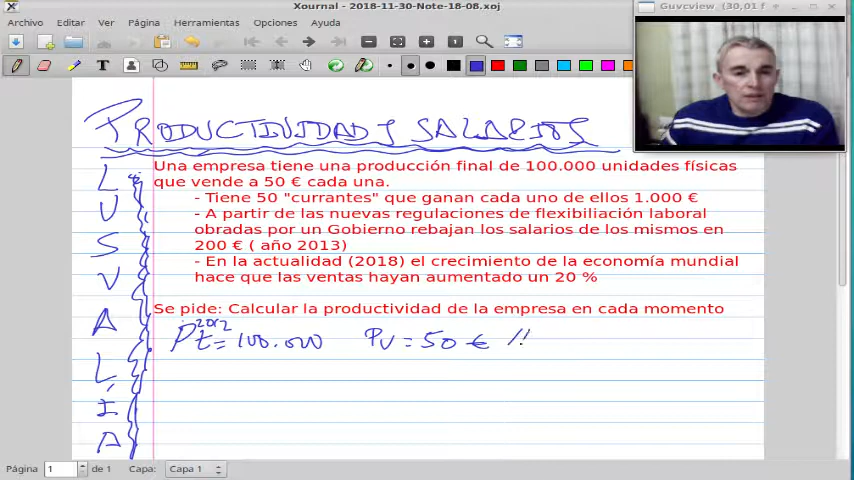 Xournal - 2018-11-30-Note-18-08.xoj
Guvcview (30,01 f
Archivo Editar Ver Página Herramientas Opciones Ayuda
PRODUCTIVIDAD Y SALARIOS
Una empresa tiene una producción final de 100.000 unidades físicas
que vende a 50 € cada una.
- Tiene 50 "currantes" que ganan cada uno de ellos 1.000 €
- A partir de las nuevas regulaciones de flexibiliación laboral
obradas por un Gobierno rebajan los salarios de los mismos en
200 € ( año 2013)
- En la actualidad (2018) el crecimiento de la economía mundial
hace que las ventas hayan aumentado un 20 %
Se pide: Calcular la productividad de la empresa en cada momento
2012
Pt = 100.000 PV = 50 € //
L
U
S
V
A
L
Í
A
Página 1 de 1 Capa: Capa 1